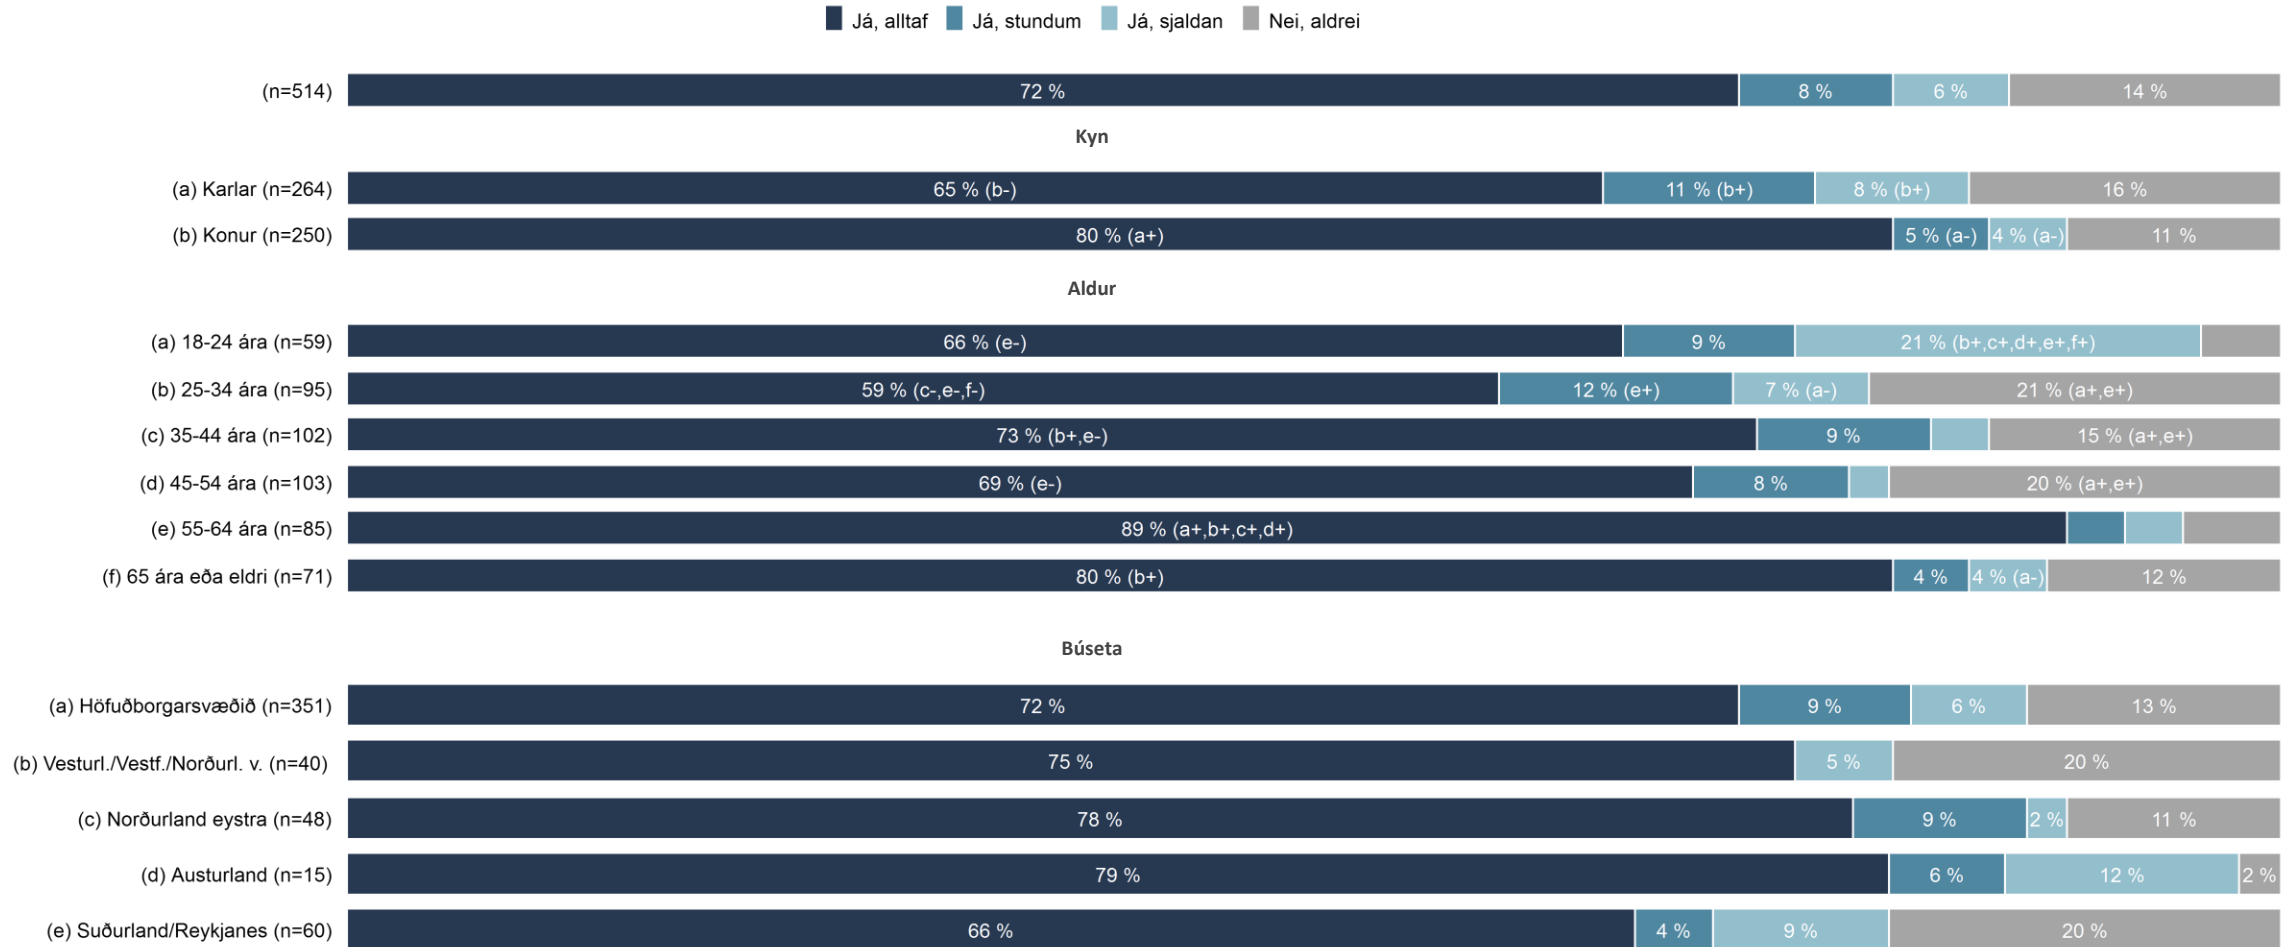 Já, alltaf Já, stundum Já, sjaldan Nei, aldrei
(n=514) 72 % 8 % 6 % 14 %
Kyn
(a) Karlar (n=264) 65 % (b-) 11 % (b+) 8 % (b+) 16 %
(b) Konur (n=250) 80 % (a+) 5 % (a-) 4 % (a-) 11 %
Aldur
(a) 18-24 ára (n=59) 66 % (e-) 9 % 21 % (b+,c+,d+,e+,f+)
(b) 25-34 ára (n=95) 59 % (c-,e-,f-) 12 % (e+) 7 % (a-) 21 % (a+,e+)
(c) 35-44 ára (n=102) 73 % (b+,e-) 9 % 15 % (a+,e+)
(d) 45-54 ára (n=103) 69 % (e-) 8 % 20 % (a+,e+)
(e) 55-64 ára (n=85) 89 % (a+,b+,c+,d+)
(f) 65 ára eða eldri (n=71) 80 % (b+) 4 % 4 % (a-) 12 %
Búseta
(a) Höfuðborgarsvæðið (n=351) 72 % 9 % 6 % 13 %
(b) Vesturl./Vestf./Norðurl. v. (n=40) 75 % 5 % 20 %
(c) Norðurland eystra (n=48) 78 % 9 % 2 % 11 %
(d) Austurland (n=15) 79 % 6 % 12 % 2 %
(e) Suðurland/Reykjanes (n=60) 66 % 4 % 9 % 20 %